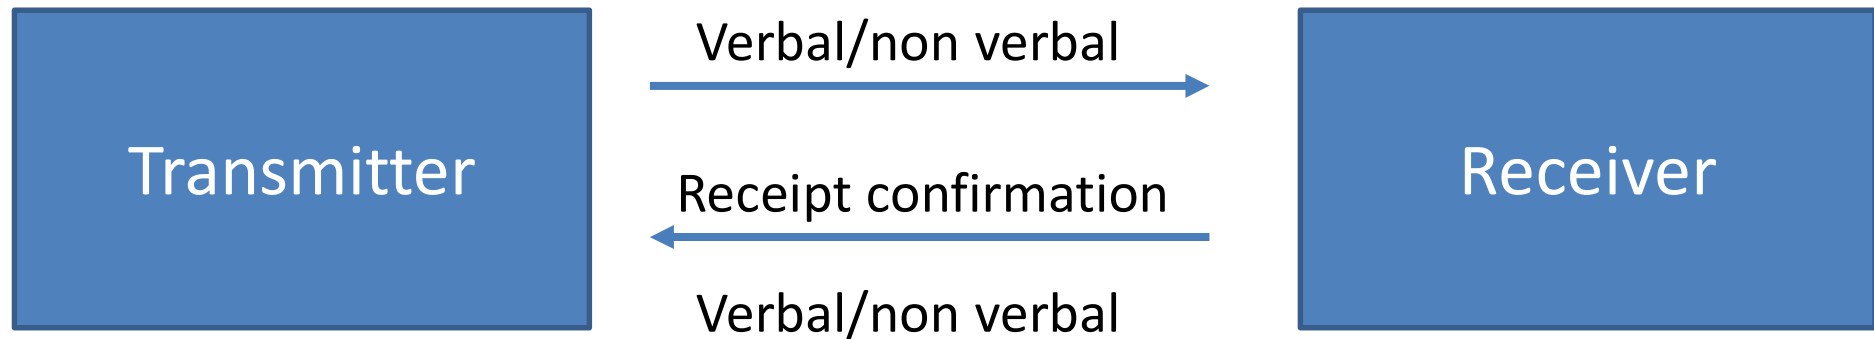 Verbal/non verbal
Transmitter
Receiver
Receipt confirmation
Verbal/non verbal